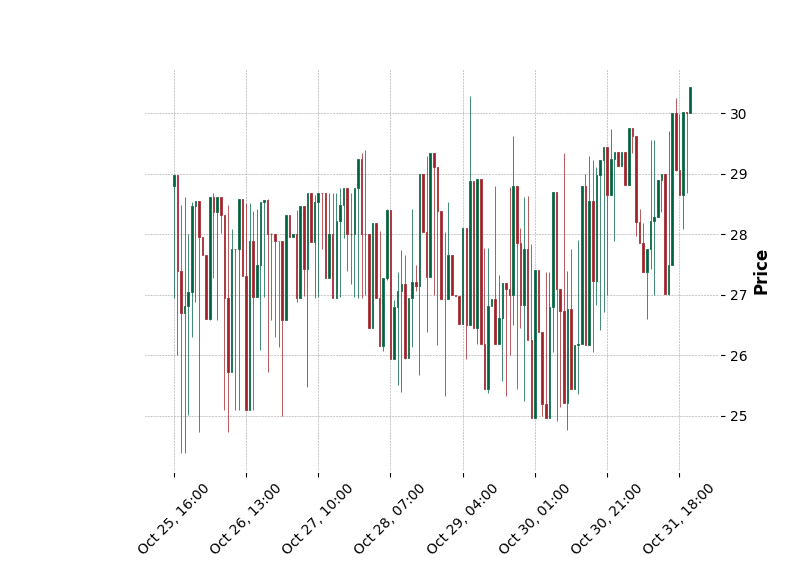 30
29
28
27
26
25
Price
Oct 25, 16:00
Oct 26, 13:00
Oct 27, 10:00
Oct 28, 07:00
Oct 29, 04:00
Oct 30, 01:00
Oct 30, 21:00
Oct 31, 18:00